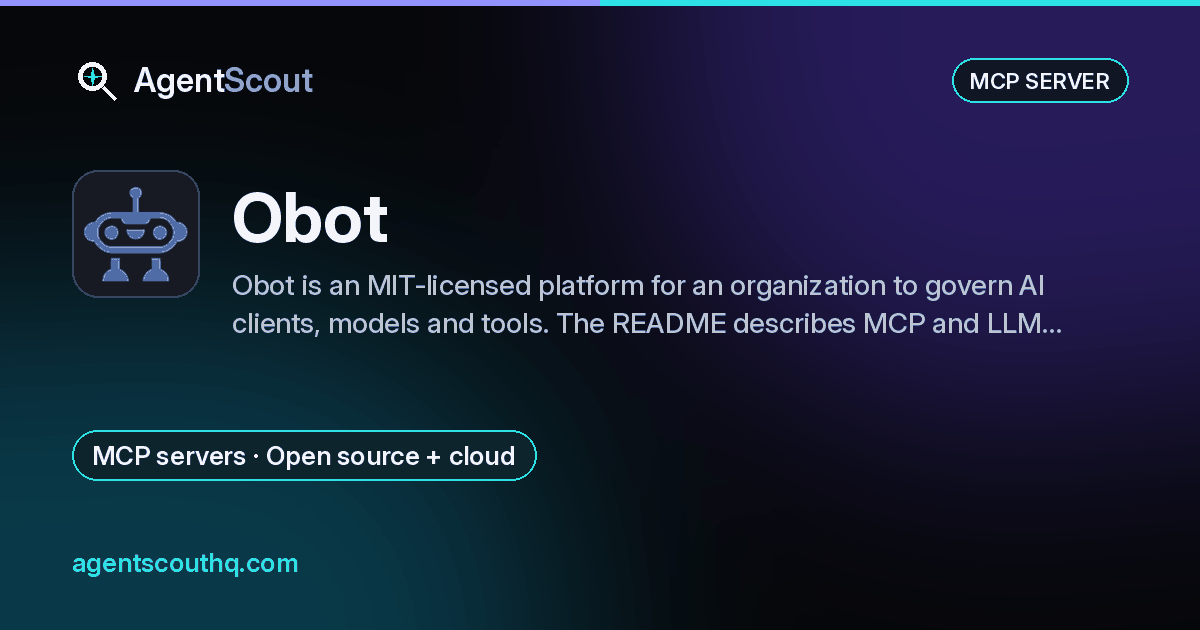 AgentScout
MCP SERVER
Obot
Obot is an MIT-licensed platform for an organization to govern AI
clients, models and tools. The README describes MCP and LLM...
MCP servers · Open source + cloud
agentscouthq.com